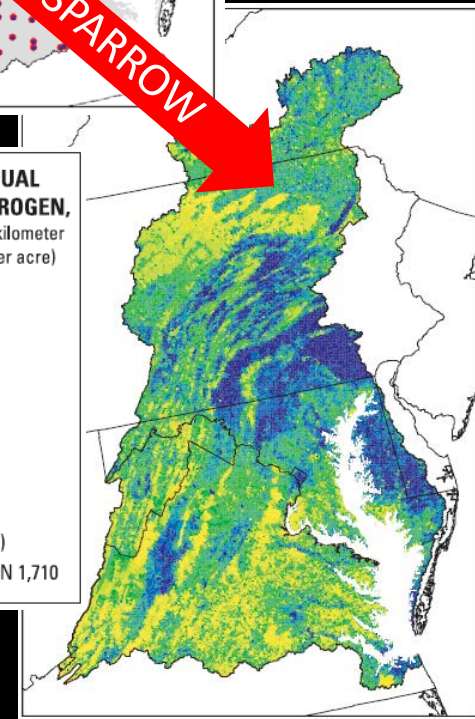 SPARROW
UAL
ROGEN,
kilometer
er acre)
)
N 1,710